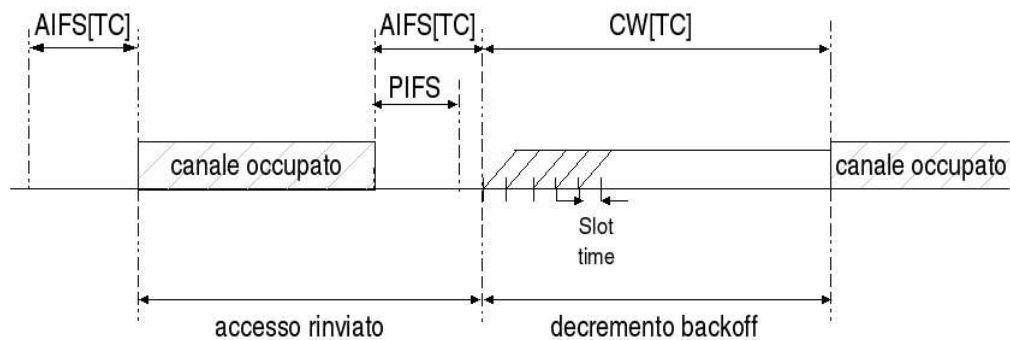 AIFS[TC]
AIFS[TC]
CW[TC]
PIFS
canale occupato
canale occupato
Slot
time
accesso rinviato
decremento backoff